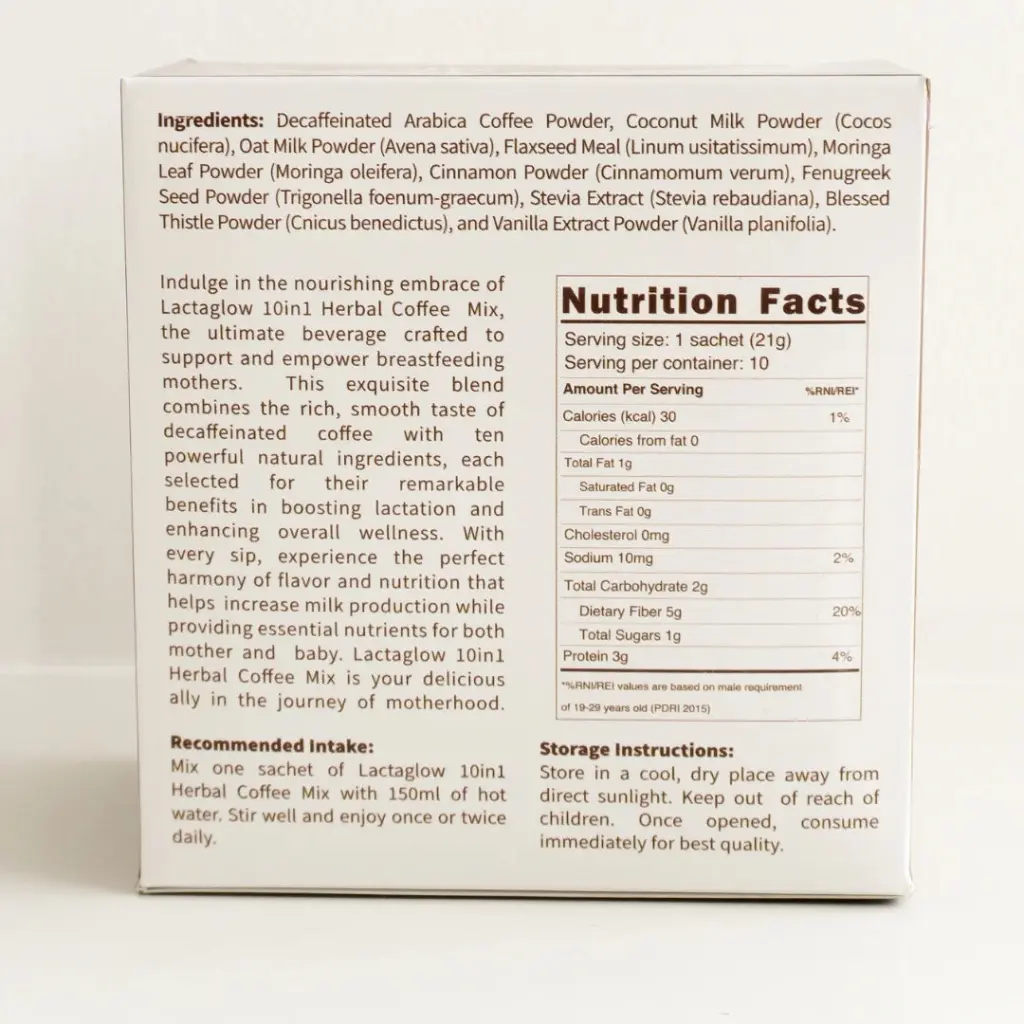 Ingredients: Decaffeinated Arabica Coffee Powder, Coconut Milk Powder (Cocos
nucifera), Oat Milk Powder (Avena sativa), Flaxseed Meal (Linum usitatissimum), Moringa
Leaf Powder (Moringa oleifera), Cinnamon Powder (Cinnamomum verum), Fenugreek
Seed Powder (Trigonella foenum-graecum), Stevia Extract (Stevia rebaudiana), Blessed
Thistle Powder (Cnicus benedictus), and Vanilla Extract Powder (Vanilla planifolia).
Indulge in the nourishing embrace of
Lactaglow 10in1 Herbal Coffee Mix,
the ultimate beverage crafted to
support and empower breastfeeding
mothers. This exquisite blend
combines the rich, smooth taste of
decaffeinated coffee with ten
powerful natural ingredients, each
selected for their remarkable
benefits in boosting lactation and
enhancing overall wellness. With
every sip, experience the perfect
harmony of flavor and nutrition that
helps increase milk production while
providing essential nutrients for both
mother and baby. Lactaglow 10in1
Herbal Coffee Mix is your delicious
ally in the journey of motherhood.
Recommended Intake:
Mix one sachet of Lactaglow 10in1
Herbal Coffee Mix with 150ml of hot
water. Stir well and enjoy once or twice
daily.
Nutrition Facts
Serving size: 1 sachet (21g)
Serving per container: 10
Amount Per Serving %RNI/REI*
Calories (kcal) 30 1%
Calories from fat 0
Total Fat 1g
Saturated Fat 0g
Trans Fat 0g
Cholesterol 0mg
Sodium 10mg 2%
Total Carbohydrate 2g
Dietary Fiber 5g 20%
Total Sugars 1g
Protein 3g 4%
*%RNI/REI values are based on male requirement
of 19-29 years old (PDRI 2015)
Storage Instructions:
Store in a cool, dry place away from
direct sunlight. Keep out of reach of
children. Once opened, consume
immediately for best quality.